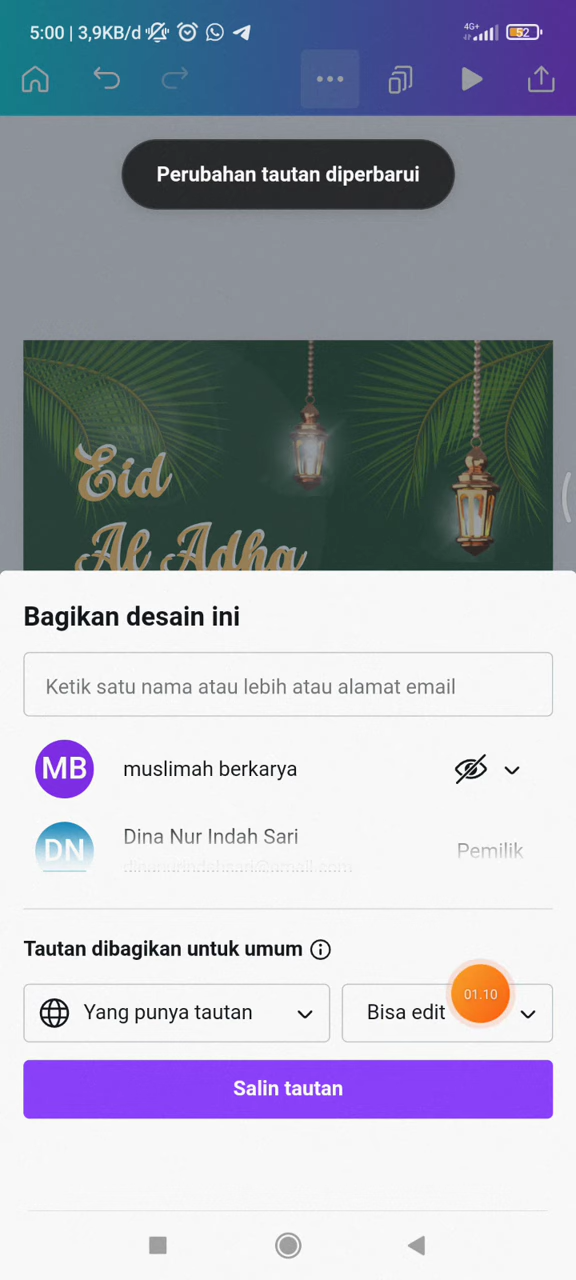 5:00 | 3,9KB/d
4G+
52
Perubahan tautan diperbarui
Eid
Al Adha
Bagikan desain ini
Ketik satu nama atau lebih atau alamat email
MB
muslimah berkarya
DN
Dina Nur Indah Sari
Pemilik
Tautan dibagikan untuk umum
Yang punya tautan
Bisa edit
01.10
Salin tautan